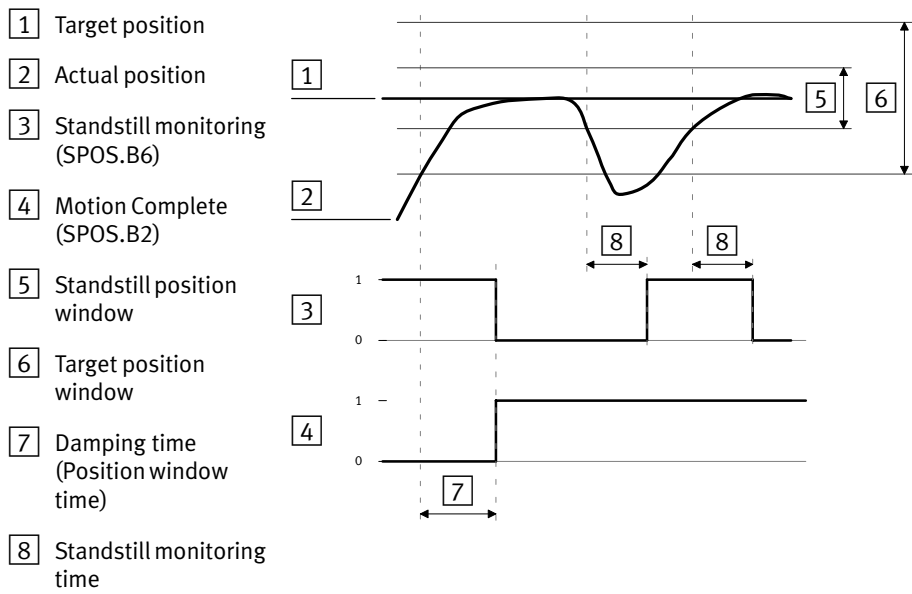 1 Target position
2 Actual position
3 Standstill monitoring
(SPOS.B6)
4 Motion Complete
(SPOS.B2)
5 Standstill position
window
6 Target position
window
7 Damping time
(Position window
time)
8 Standstill monitoring
time
1
5
6
2
8
8
1
3
0
1
4
0
7